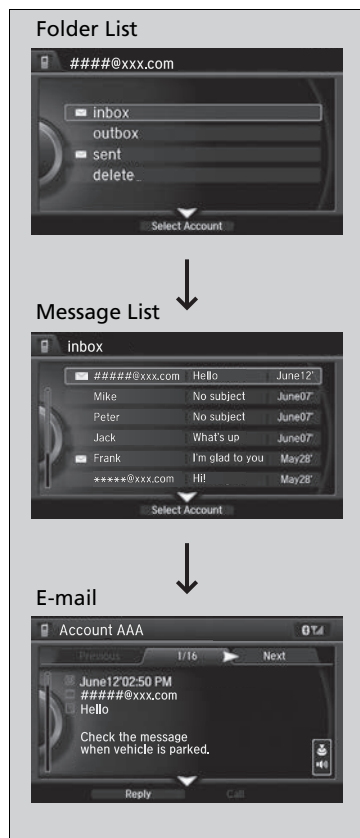 Folder List
####@xxx.com
inbox
outbox
sent
delete
Select Account
Message List
inbox
#####@xxx.com Hello June12'
Mike No subject June07'
Peter No subject June07'
Jack What's up June07'
Frank I'm glad to you May28'
*****@xxx.com Hi! May28'
Select Account
E-mail
Account AAA
Previous 1/16 Next
June12'02:50 PM
#####@xxx.com
Hello
Check the message
when vehicle is parked.
Reply Call